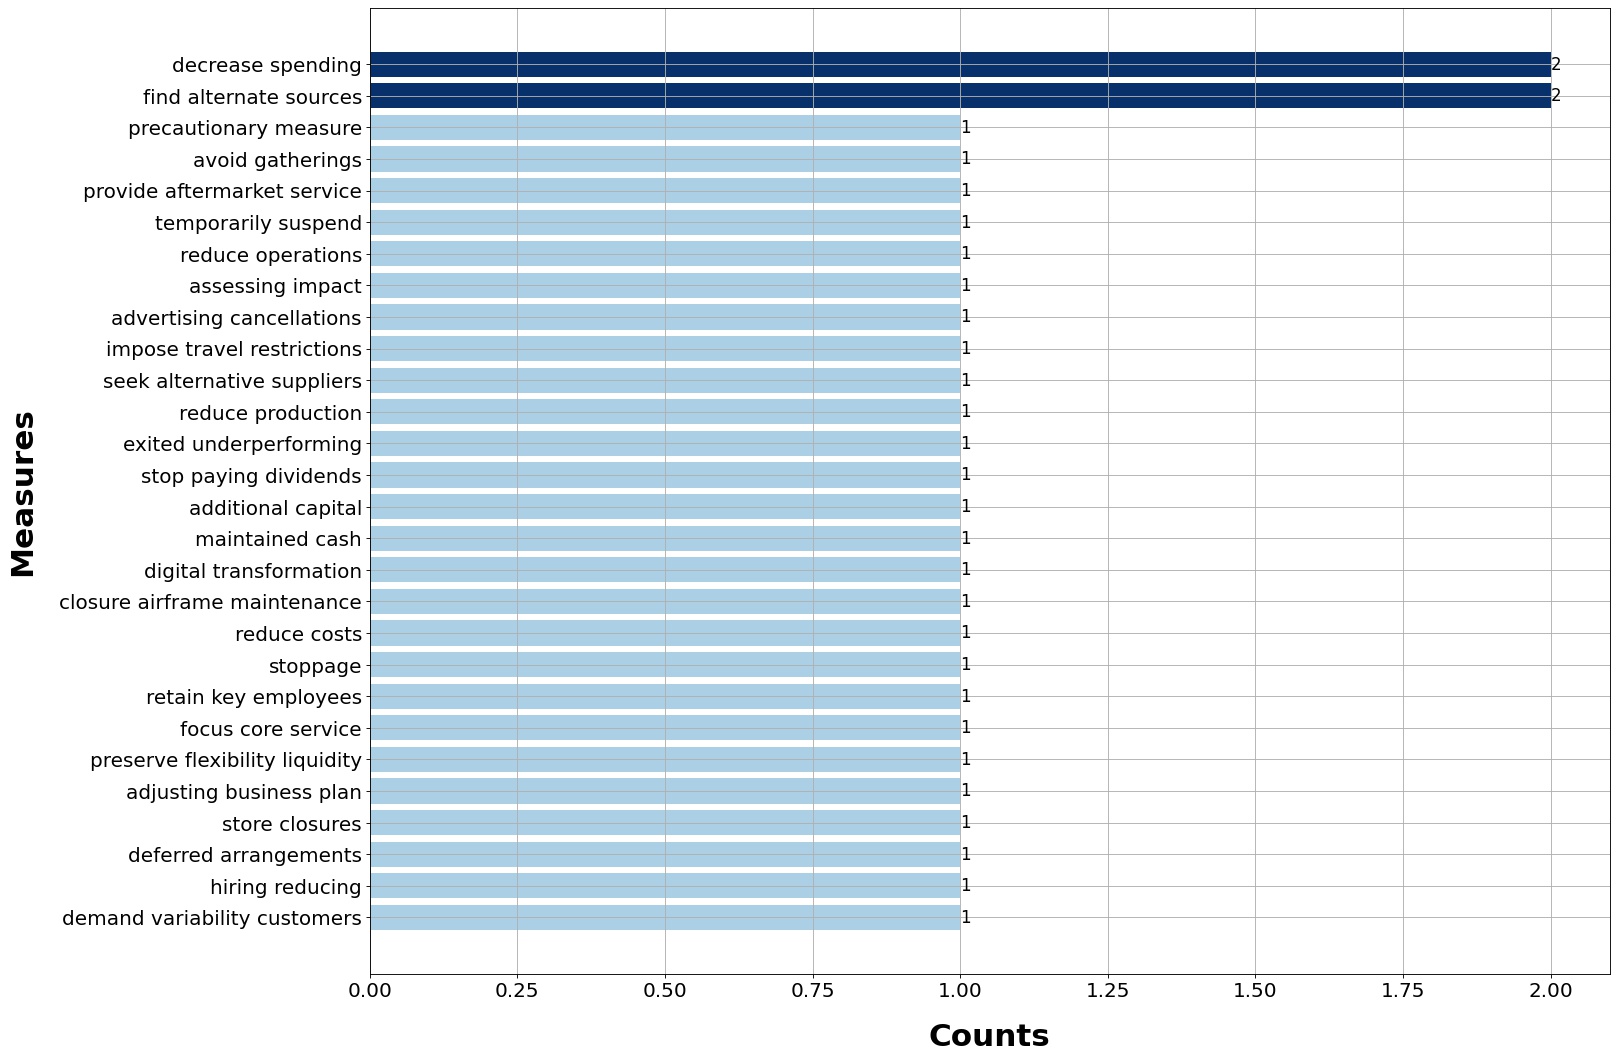 decrease spending 2
find alternate sources 2
precautionary measure 1
avoid gatherings 1
provide aftermarket service 1
temporarily suspend 1
reduce operations 1
assessing impact 1
advertising cancellations 1
impose travel restrictions 1
seek alternative suppliers 1
reduce production 1
exited underperforming 1
stop paying dividends 1
additional capital 1
maintained cash 1
digital transformation 1
closure airframe maintenance 1
reduce costs 1
stoppage 1
retain key employees 1
focus core service 1
preserve flexibility liquidity 1
adjusting business plan 1
store closures 1
deferred arrangements 1
hiring reducing 1
demand variability customers 1
Measures
0.00 0.25 0.50 0.75 1.00 1.25 1.50 1.75 2.00
Counts